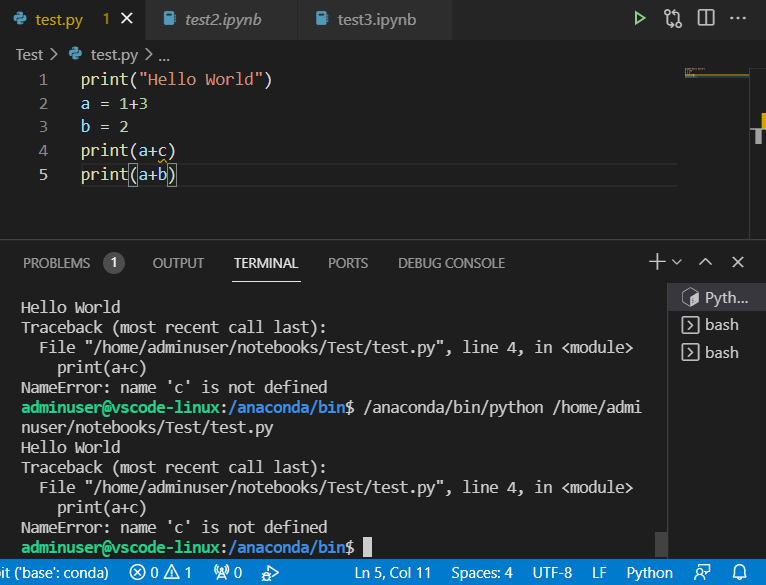 test.py 1 test2.ipynb test3.ipynb
Test > test.py > ...
1 print("Hello World")
2 a = 1+3
3 b = 2
4 print(a+c)
5 print(a+b)
PROBLEMS 1 OUTPUT TERMINAL PORTS DEBUG CONSOLE
Hello World
Traceback (most recent call last):
  File "/home/adminuser/notebooks/Test/test.py", line 4, in <module>
    print(a+c)
NameError: name 'c' is not defined
adminuser@vscode-linux:/anaconda/bin$ /anaconda/bin/python /home/admi
nuser/notebooks/Test/test.py
Hello World
Traceback (most recent call last):
  File "/home/adminuser/notebooks/Test/test.py", line 4, in <module>
    print(a+c)
NameError: name 'c' is not defined
adminuser@vscode-linux:/anaconda/bin$
Pyth...
bash
bash
it ('base': conda) 0 1 0 Ln 5, Col 11 Spaces: 4 UTF-8 LF Python